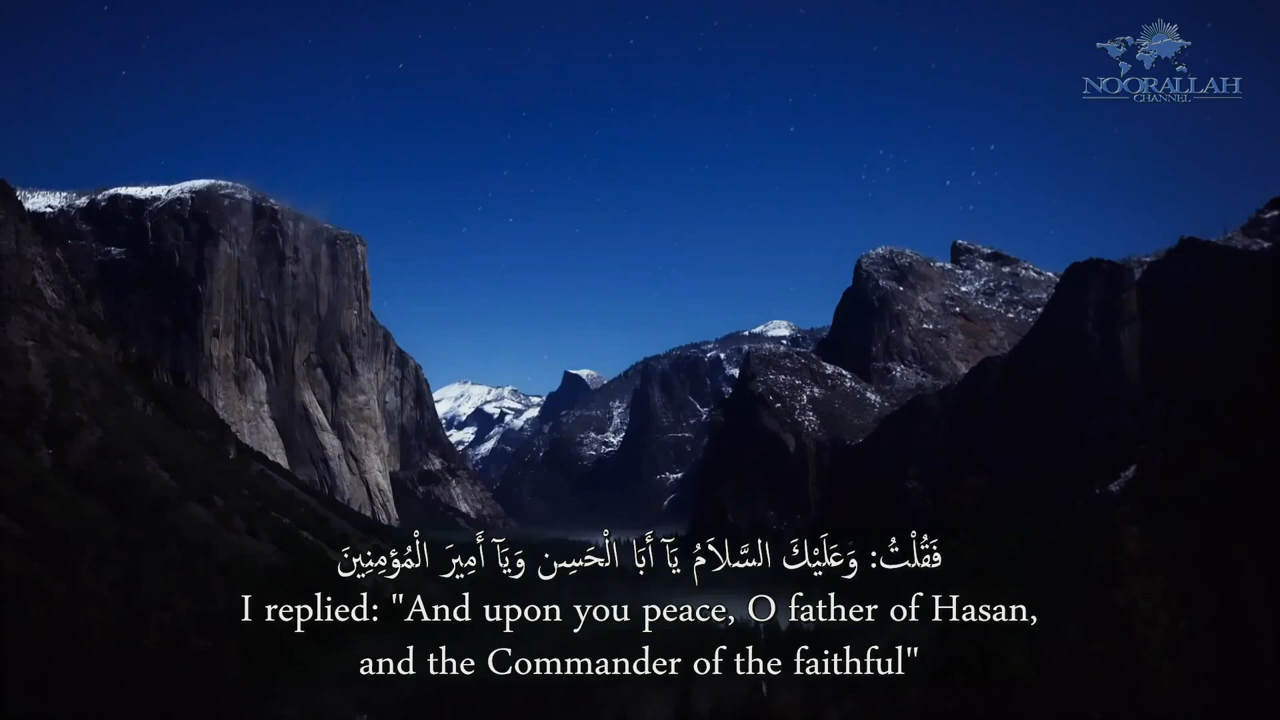 NOORALLAH
CHANNEL
فَقُلْتُ: وَعَلَيْكَ السَّلاَمُ يَآ أَبَا الْحَسِن وَيَآ أَمِيرَ الْمُؤمِنِينَ
I replied: "And upon you peace, O father of Hasan,
and the Commander of the faithful"